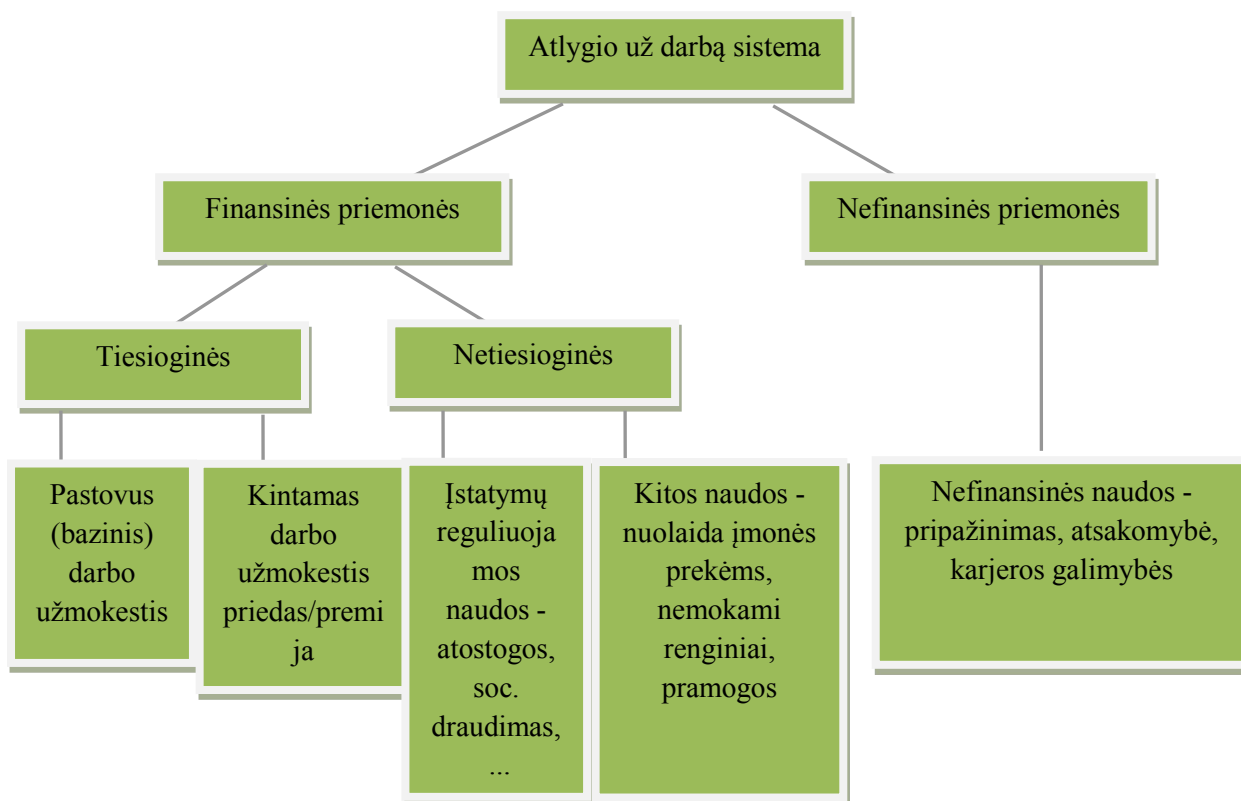 Atlygio už darbą sistema
Finansinės priemonės
Nefinansinės priemonės
Tiesioginės
Netiesioginės
Pastovus
(bazinis)
darbo
užmokestis
Kintamas
darbo
užmokestis
priedas/premi
ja
Įstatymų
reguliuoja
mos
naudos -
atostogos,
soc.
draudimas,
...
Kitos naudos -
nuolaida įmonės
prekėms,
nemokami
renginiai,
pramogos
Nefinansinės naudos -
pripažinimas, atsakomybė,
karjeros galimybės